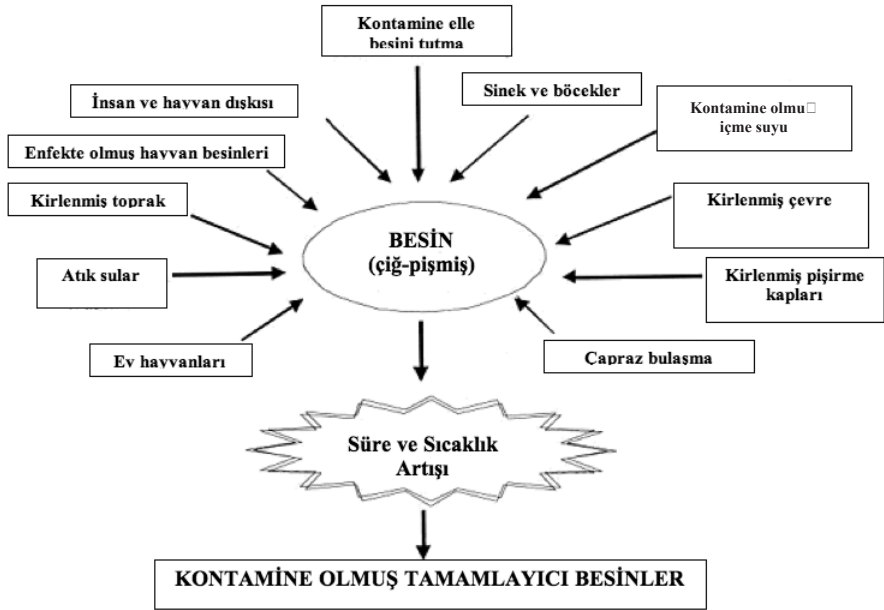 Kontamine elle
besini tutma
İnsan ve hayvan dışkısı
Sinek ve böcekler
Kontamine olmu□
içme suyu
Enfekte olmuş hayvan besinleri
Kirlenmiş toprak
Kirlenmiş çevre
BESİN
(çiğ-pişmiş)
Atık sular
Kirlenmiş pişirme
kapları
Ev hayvanları
Çapraz bulaşma
Süre ve Sıcaklık
Artışı
KONTAMİNE OLMUŞ TAMAMLAYICI BESİNLER